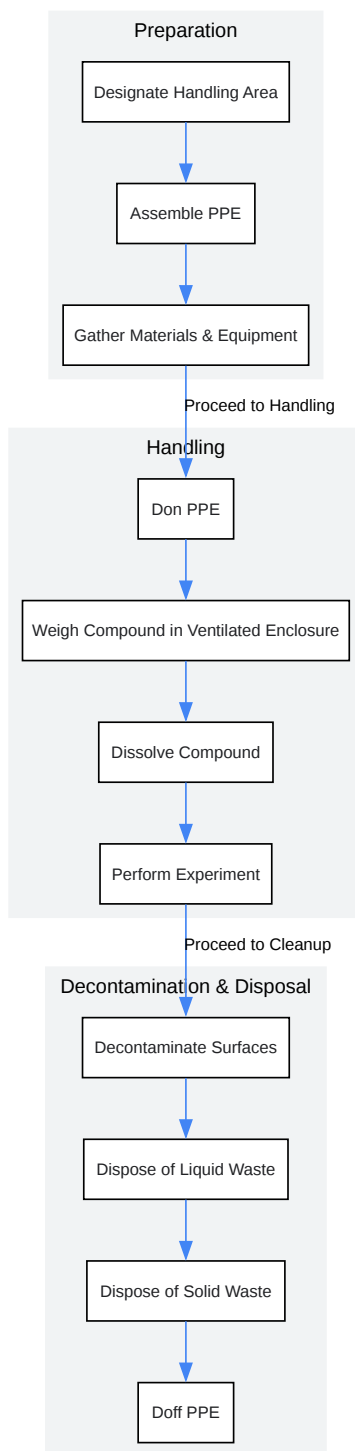 Preparation
Designate Handling Area
Assemble PPE
Gather Materials & Equipment
Proceed to Handling
Handling
Don PPE
Weigh Compound in Ventilated Enclosure
Dissolve Compound
Perform Experiment
Proceed to Cleanup
Decontamination & Disposal
Decontaminate Surfaces
Dispose of Liquid Waste
Dispose of Solid Waste
Doff PPE